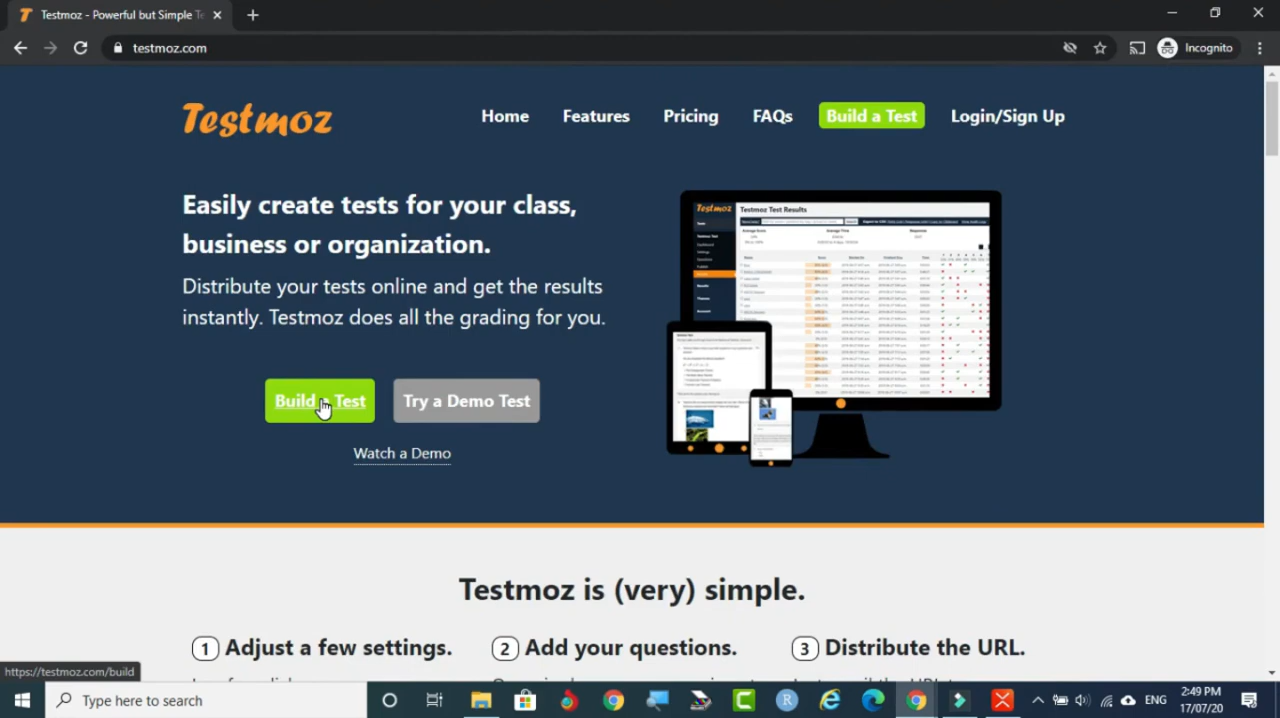 Testmoz - Powerful but Simple Te
testmoz.com
Incognito
Testmoz
Home Features Pricing FAQs Build a Test Login/Sign Up
Easily create tests for your class,
business or organization.
Distribute your tests online and get the results
instantly. Testmoz does all the grading for you.
Build a Test Try a Demo Test
Watch a Demo
Testmoz
Testmoz Test Results
Testmoz is (very) simple.
1 Adjust a few settings. 2 Add your questions. 3 Distribute the URL.
https://testmoz.com/build
Type here to search
ENG
2:49 PM
17/07/20